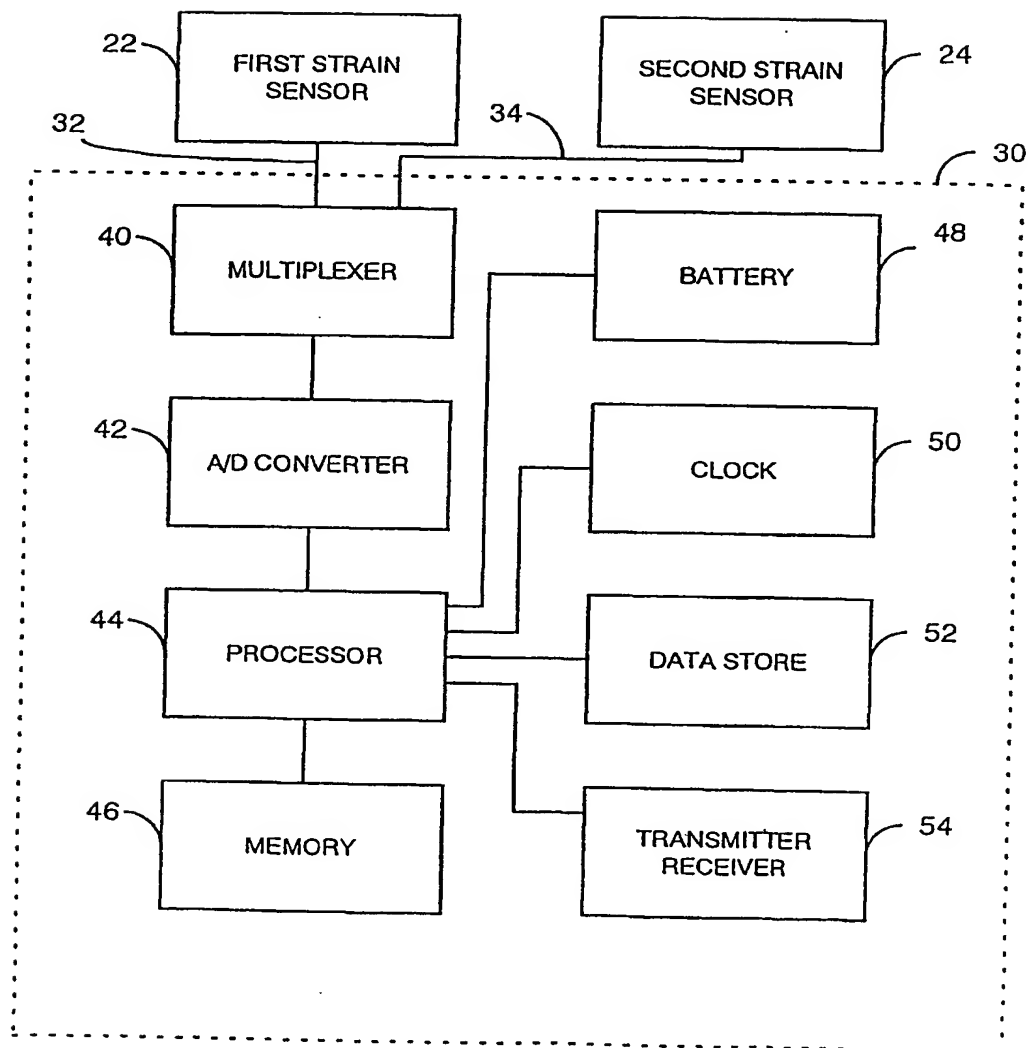 22
FIRST STRAIN
SENSOR
SECOND STRAIN
SENSOR
24
32
34
30
40
MULTIPLEXER
BATTERY
48
42
A/D CONVERTER
CLOCK
50
44
PROCESSOR
DATA STORE
52
46
MEMORY
TRANSMITTER
RECEIVER
54